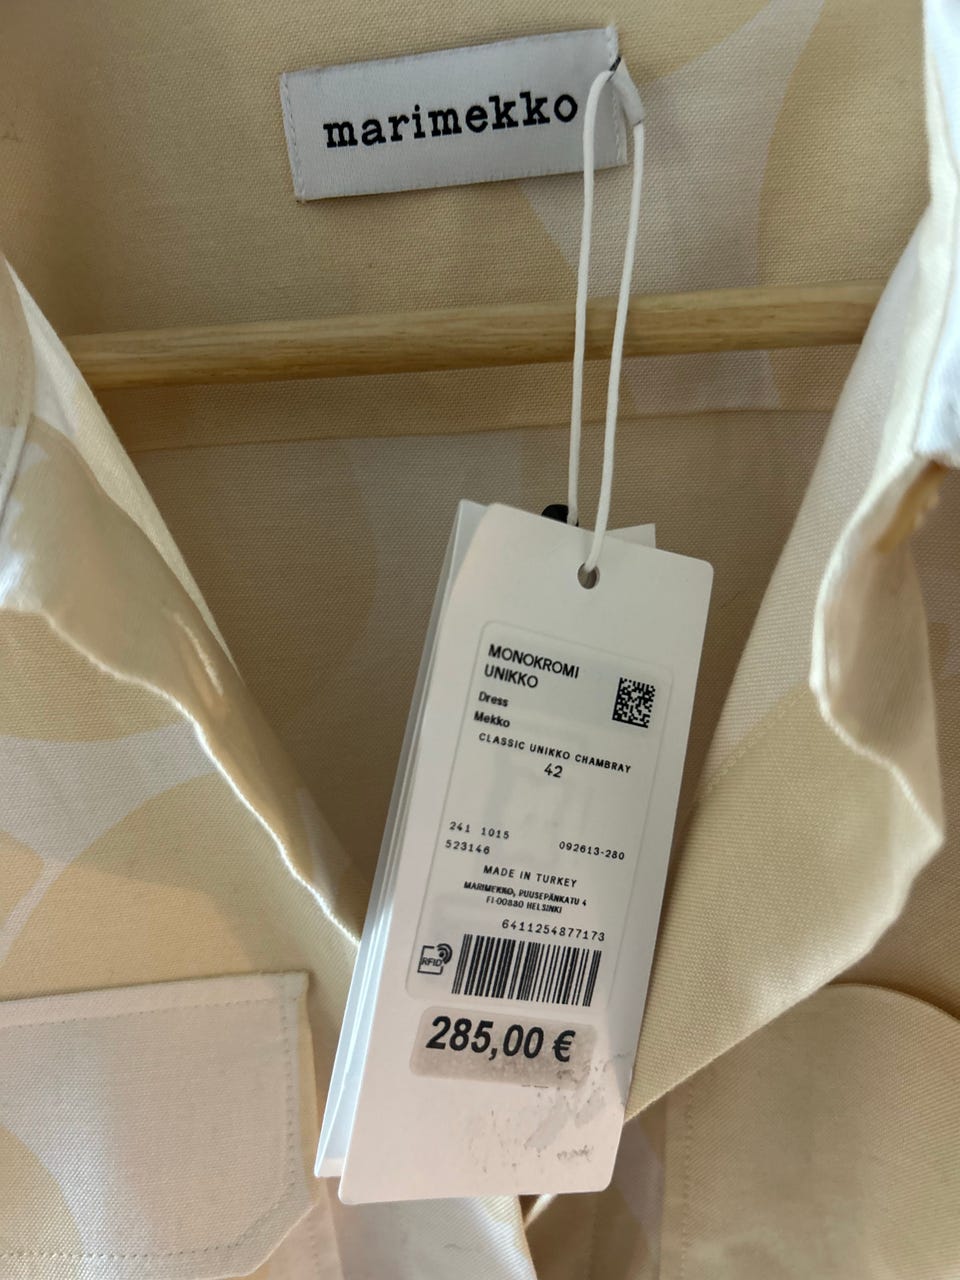 marimekko
MONOKROMI
UNIKKO
Dress
Mekko
CLASSIC UNIKKO CHAMBRAY
42
241 1015
092613-280
523146
MADE IN TURKEY
MARIMEKKO, PUUSEPÄNKATU 4
FI-00880 HELSINKI
6411254877173
RFID
285,00 €